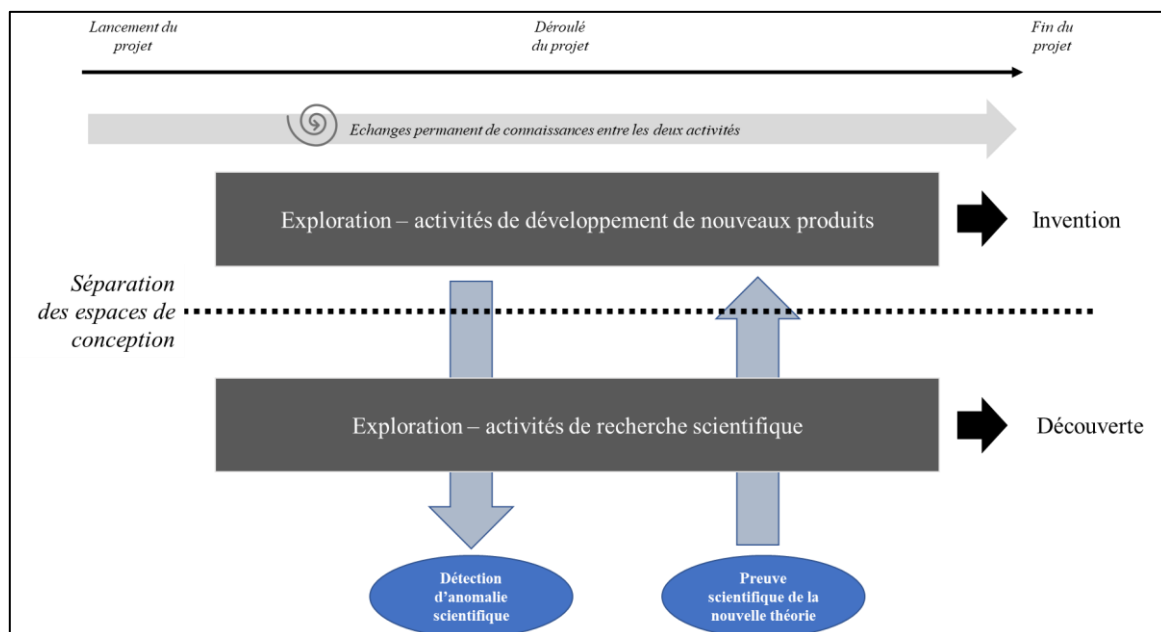 Lancement du
projet
Déroulé
du projet
Fin du
projet
Echanges permanent de connaissances entre les deux activités
Exploration – activités de développement de nouveaux produits
Invention
Séparation
des espaces de
conception
Exploration – activités de recherche scientifique
Découverte
Détection
d'anomalie
scientifique
Preuve
scientifique de la
nouvelle théorie